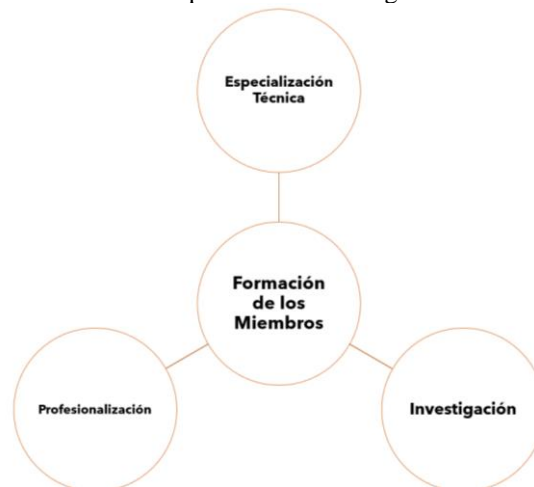 Especialización
Técnica
Formación
de los
Miembros
Profesionalización
Investigación